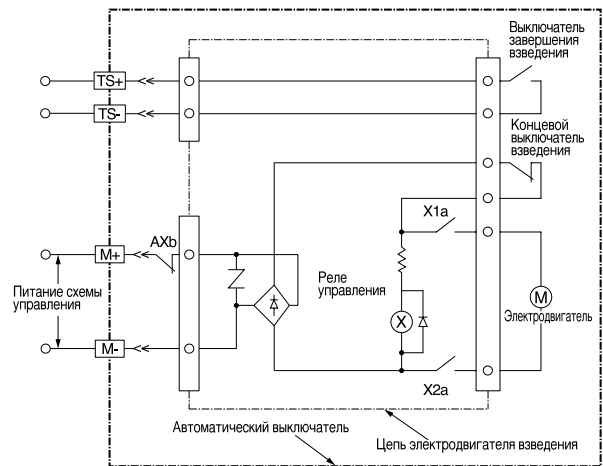 Выключатель
завершения
взведения
TS+
TS-
Концевой
выключатель
взведения
X1a
AXb
M+
Реле
управления
Питание схемы
управления
M
Электродвигатель
X
M-
X2a
Автоматический выключатель
Цепь электродвигателя взведения